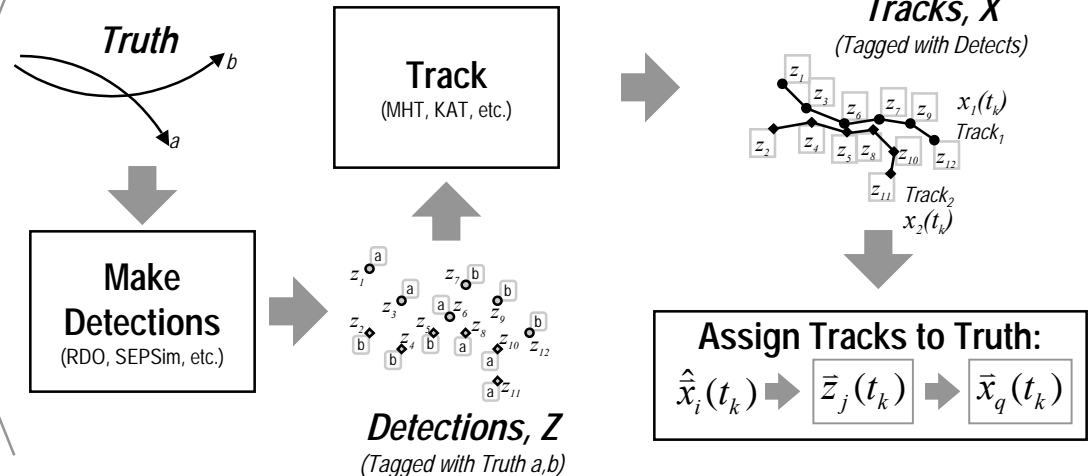 Truth
b
a
Make
Detections
(RDO, SEPSim, etc.)
Track
(MHT, KAT, etc.)
z1 a
z3 a
z2 b
z4 b
z5 b
a z6
z7 b
z8 a
b z9
z10 a
a z11
b z12
Detections, Z
(Tagged with Truth a,b)
Tracks, X
(Tagged with Detects)
z1
z3
z6
z7
z9
x1(tk)
Track1
z2
z4
z5
z8
z10
z12
z11
Track2
x2(tk)
Assign Tracks to Truth:
x̂⃗i(tk) z⃗j(tk) x⃗q(tk)